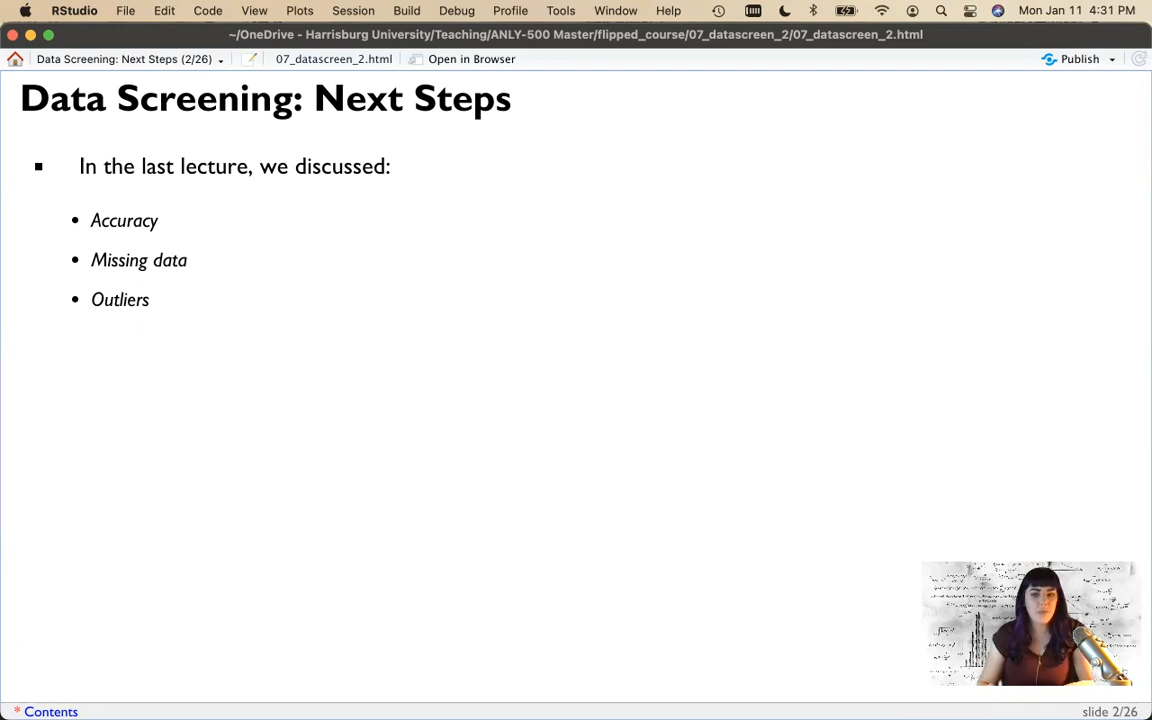 RStudio File Edit Code View Plots Session Build Debug Profile Tools Window Help Mon Jan 11 4:31 PM
~/OneDrive - Harrisburg University/Teaching/ANLY-500 Master/flipped_course/07_datascreen_2/07_datascreen_2.html
Data Screening: Next Steps (2/26) 07_datascreen_2.html Open in Browser Publish
Data Screening: Next Steps
In the last lecture, we discussed:
• Accuracy
• Missing data
• Outliers
* Contents slide 2/26